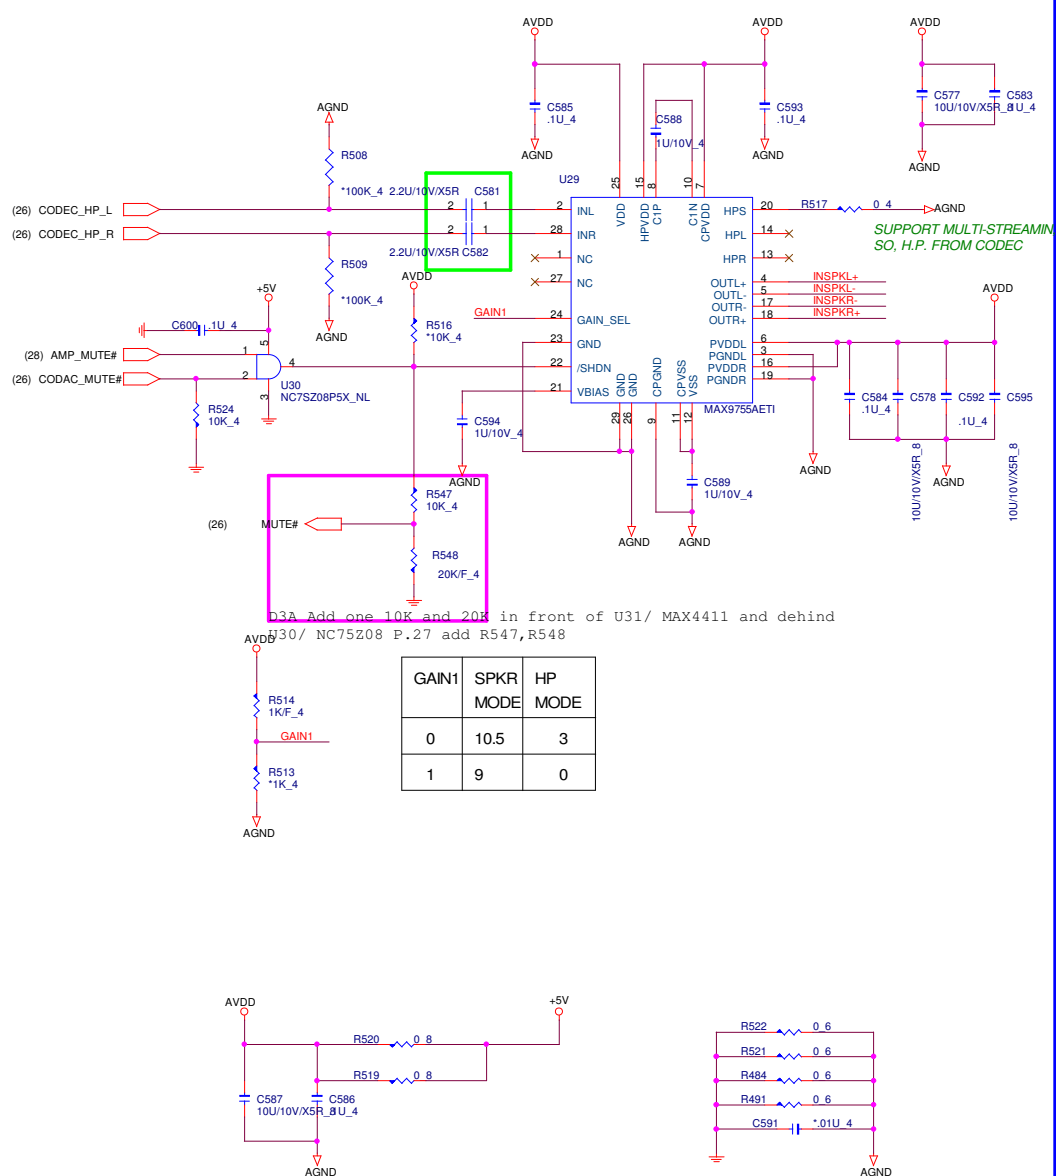 AVDD
AVDD
AVDD
C585
.1U_4
C588
1U/10V_4
C593
.1U_4
C577
10U/10V/X5R_8
C583
.1U_4
AGND
AGND
AGND
AGND
R508
*100K_4
2.2U/10V/X5R
C581
2
1
2
1
2.2U/10V/X5R
C582
(26) CODEC_HP_L
(26) CODEC_HP_R
R509
*100K_4
AGND
U29
25
15
8
10
7
VDD
HPVDD
C1P
C1N
CPVDD
2
INL
28
INR
1
NC
27
NC
24
GAIN_SEL
23
GND
22
/SHDN
21
VBIAS
GND
GND
CPGND
CPVSS
VSS
29
26
9
11
12
HPS
20
HPL
14
HPR
13
OUTL+
4
OUTL-
5
OUTR-
17
OUTR+
18
PVDDL
6
PGNDL
3
PVDDR
16
PGNDR
19
MAX9755AETI
R517
0_4
AGND
SUPPORT MULTI-STREAMIN
SO, H.P. FROM CODEC
INSPKL+
INSPKL-
INSPKR-
INSPKR+
AVDD
C584
.1U_4
C578
10U/10V/X5R_8
C592
.1U_4
C595
10U/10V/X5R_8
AGND
AGND
GAIN1
AVDD
R516
*10K_4
+5V
C600
.1U_4
(28) AMP_MUTE#
(26) CODAC_MUTE#
1
2
5
4
3
U30
NC7SZ08P5X_NL
R524
10K_4
C594
1U/10V_4
AGND
C589
1U/10V_4
AGND
AGND
R547
10K_4
(26) MUTE#
R548
20K/F_4
D3A Add one 10K and 20K in front of U31/ MAX4411 and dehind
U30/ NC75Z08 P.27 add R547,R548
AVDD
R514
1K/F_4
GAIN1
R513
*1K_4
AGND
GAIN1 SPKR MODE HP MODE
0 10.5 3
1 9 0
AVDD
+5V
R520
0_8
R519
0_8
C587
10U/10V/X5R_8
C586
.1U_4
AGND
R522
0_6
R521
0_6
R484
0_6
R491
0_6
C591
*.01U_4
AGND